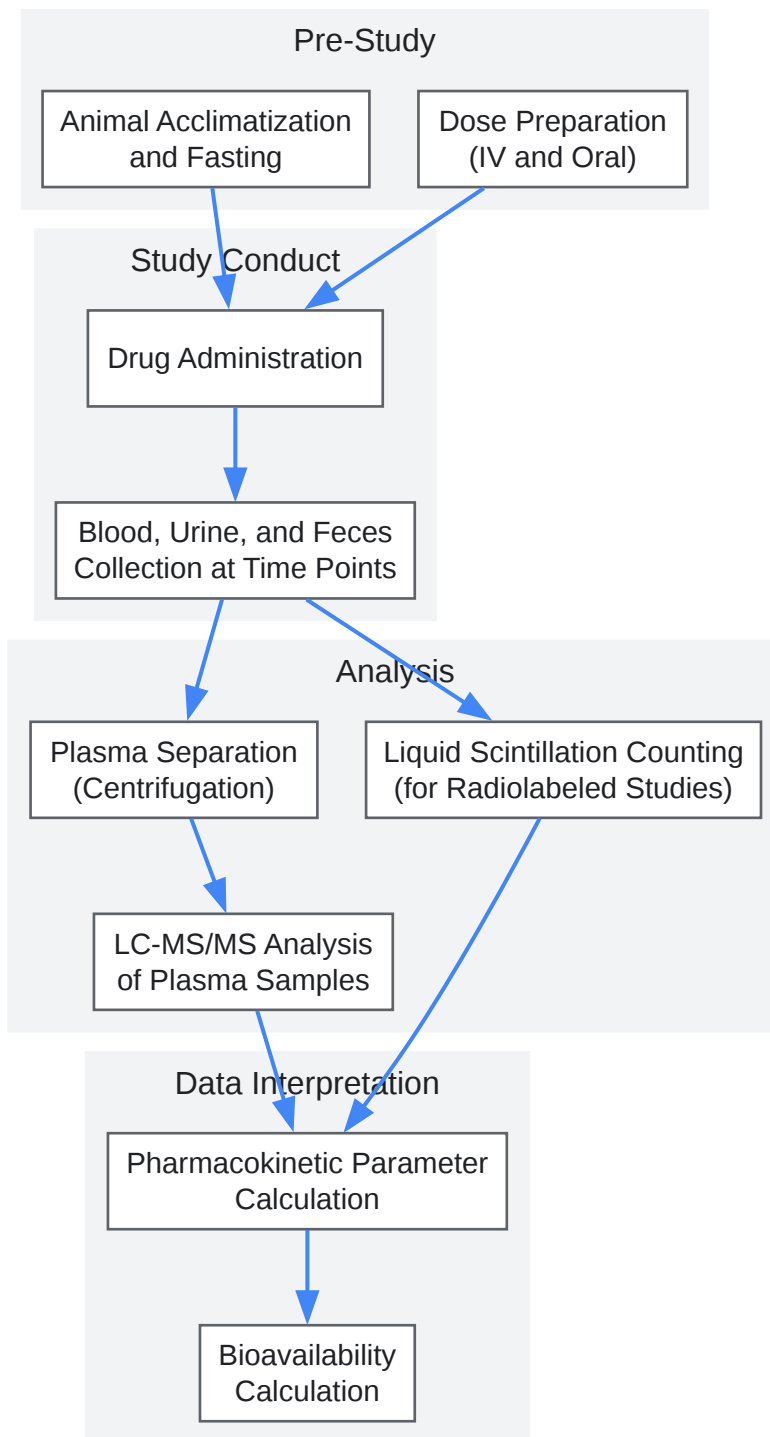 Pre-Study
Animal Acclimatization
and Fasting
Dose Preparation
(IV and Oral)
Study Conduct
Drug Administration
Blood, Urine, and Feces
Collection at Time Points
Analysis
Plasma Separation
(Centrifugation)
Liquid Scintillation Counting
(for Radiolabeled Studies)
LC-MS/MS Analysis
of Plasma Samples
Data Interpretation
Pharmacokinetic Parameter
Calculation
Bioavailability
Calculation